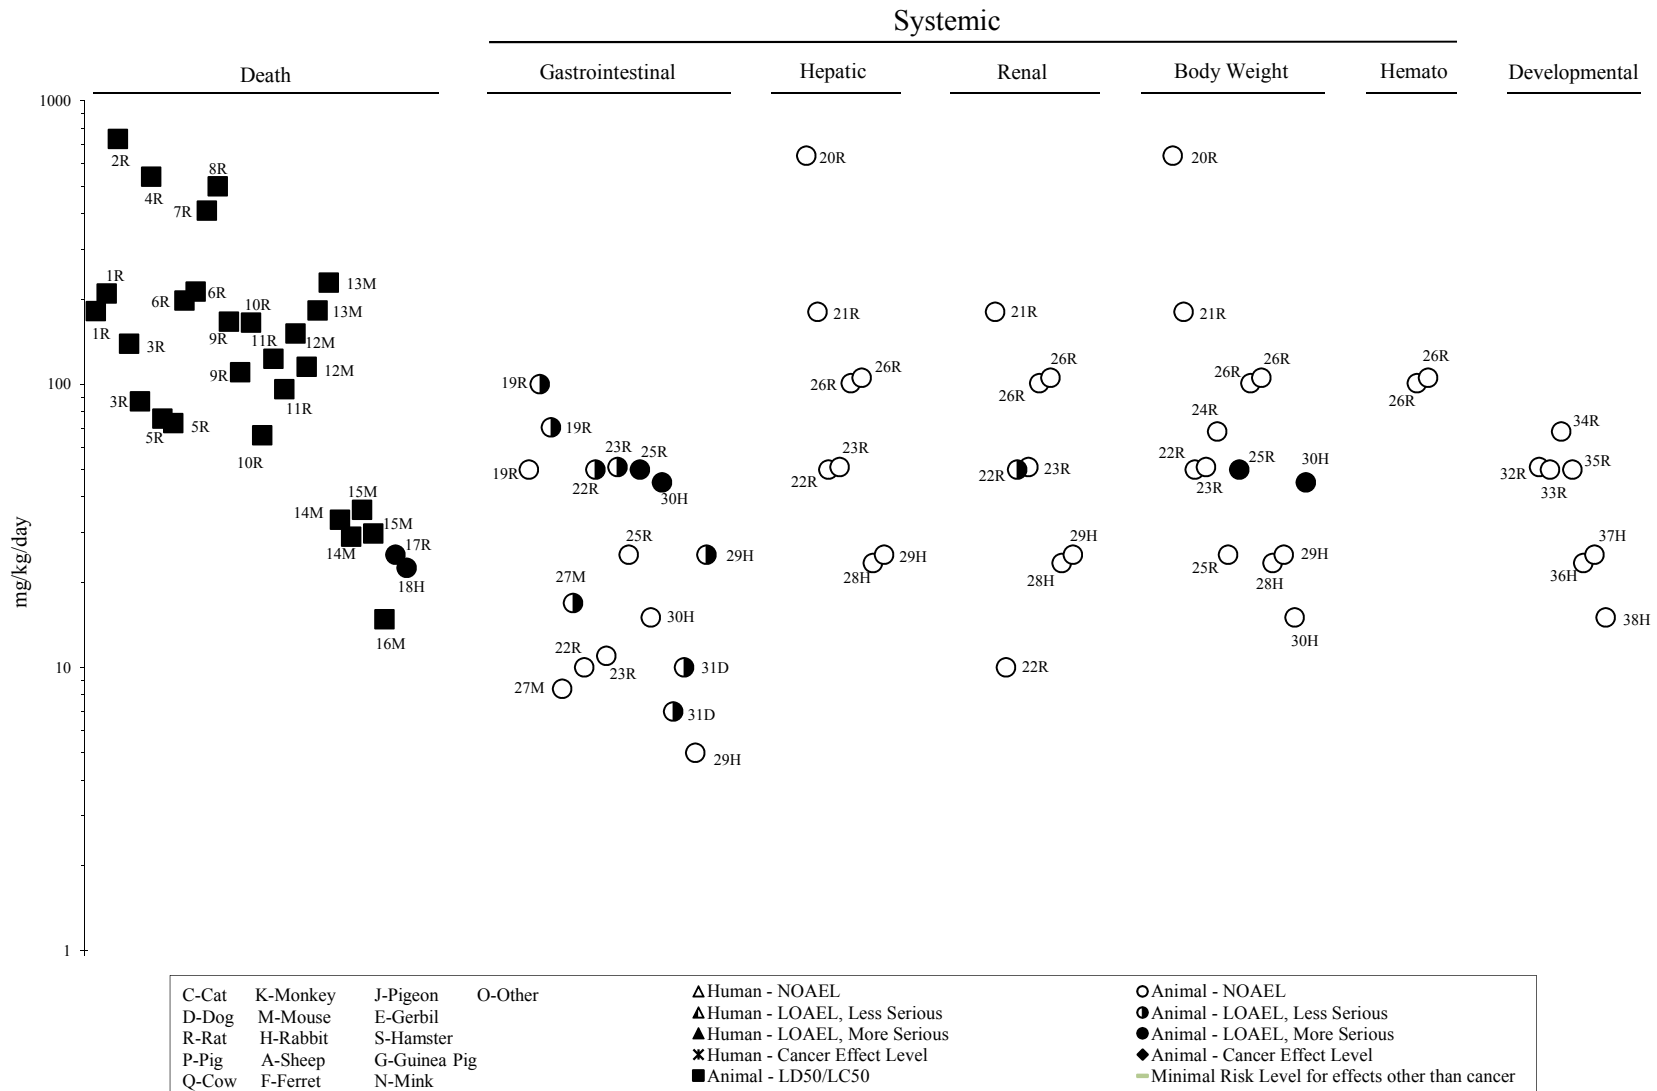 Systemic
Death Gastrointestinal Hepatic Renal Body Weight Hemato Developmental
1000
2R
8R
20R
20R
4R
7R
1R
6R
6R
13M
13M
21R
21R
21R
1R
3R
9R
10R
11R
12M
9R
12M
11R
100
3R
5R
5R
10R
19R
19R
19R
22R
23R
25R
30H
26R
26R
23R
22R
26R
26R
22R
23R
26R
26R
24R
22R
23R
25R
30H
26R
26R
34R
32R
33R
35R
mg/kg/day
14M
15M
14M
15M
17R
18H
16M
25R
29H
27M
30H
22R
23R
27M
31D
31D
29H
28H
29H
28H
29H
22R
25R
28H
29H
30H
37H
36H
38H
10
1
C-Cat K-Monkey J-Pigeon O-Other
D-Dog M-Mouse E-Gerbil
R-Rat H-Rabbit S-Hamster
P-Pig A-Sheep G-Guinea Pig
Q-Cow F-Ferret N-Mink
Human - NOAEL
Human - LOAEL, Less Serious
Human - LOAEL, More Serious
Human - Cancer Effect Level
Animal - LD50/LC50
Animal - NOAEL
Animal - LOAEL, Less Serious
Animal - LOAEL, More Serious
Animal - Cancer Effect Level
Minimal Risk Level for effects other than cancer